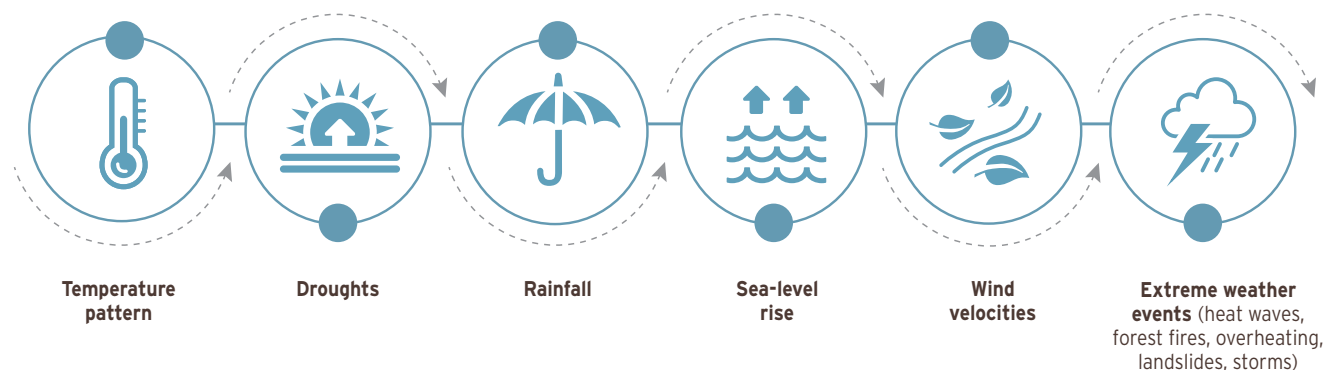 Temperature
pattern
Droughts
Rainfall
Sea-level
rise
Wind
velocities
Extreme weather
events (heat waves,
forest fires, overheating,
landslides, storms)